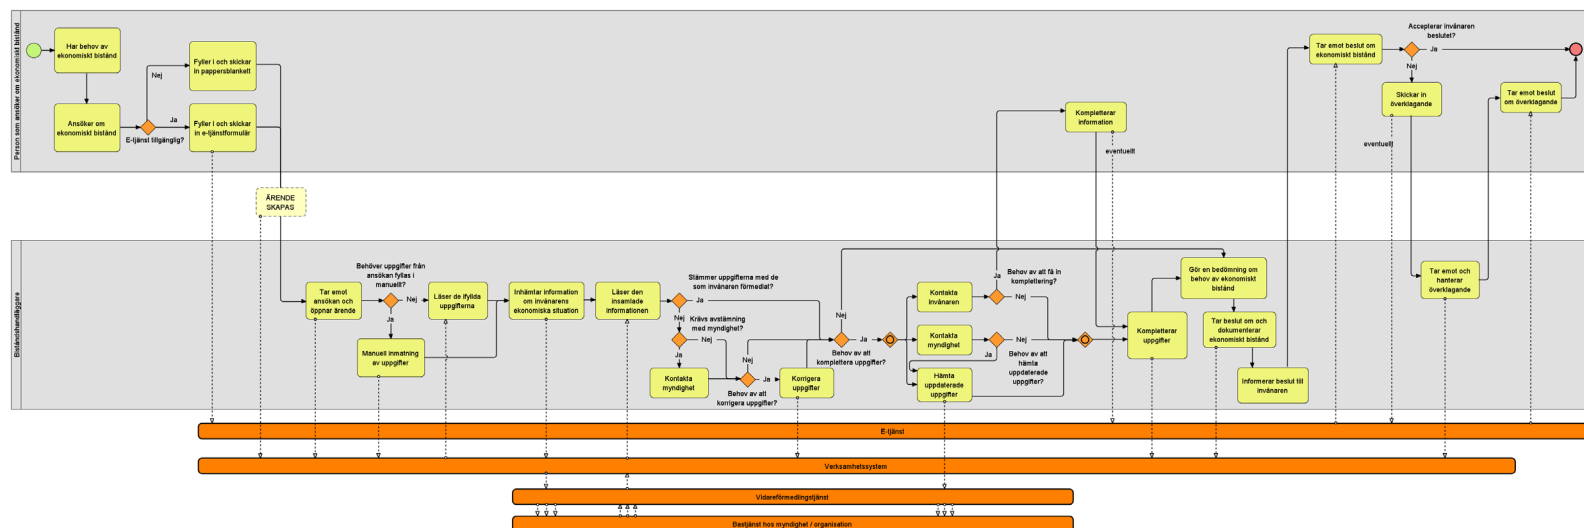 Person som ansöker om ekonomiskt bistånd
Har behov av
ekonomiskt bistånd
Ansöker om
ekonomiskt bistånd
Nej
Ja
E-tjänst tillgänglig?
Fyller i och skickar
in pappersblankett
Fyller i och skickar
in e-tjänstformulär
ÄRENDE
SKAPAS
Kompletterar
information
eventuellt
Tar emot beslut om
ekonomiskt bistånd
Accepterar invånaren
beslutet?
Ja
Nej
Skickar in
överklagande
eventuellt
Tar emot beslut
om överklagande
Biståndshandläggare
Tar emot
ansökan och
öppnar ärende
Behöver uppgifter från
ansökan fyllas i
manuellt?
Nej
Ja
Manuell inmatning
av uppgifter
Läser de ifyllda
uppgifterna
Inhämtar information
om invånarens
ekonomiska situation
Läser den
insamlade
informationen
Stämmer uppgifterna med de
som invånaren förmedlat?
Ja
Nej
Krävs avstämning
med myndighet?
Nej
Ja
Kontakta
myndighet
Nej
Ja
Behov av att
korrigera uppgifter?
Korrigera
uppgifter
Nej
Ja
Behov av att
komplettera uppgifter?
Kontakta
invånaren
Ja
Behov av att få in
komplettering?
Nej
Kontakta
myndighet
Nej
Ja
Behov av att
hämta
uppdaterade
uppgifter?
Hämta
uppdaterade
uppgifter
Kompletterar
uppgifter
Gör en bedömning om
behov av ekonomiskt
bistånd
Tar beslut om och
dokumenterar
ekonomiskt bistånd
Informerar beslut till
invånaren
Tar emot och
hanterar
överklagande
E-tjänst
Verksamhetssystem
Vidareförmedlingstjänst
Bastjänst hos myndighet / organisation